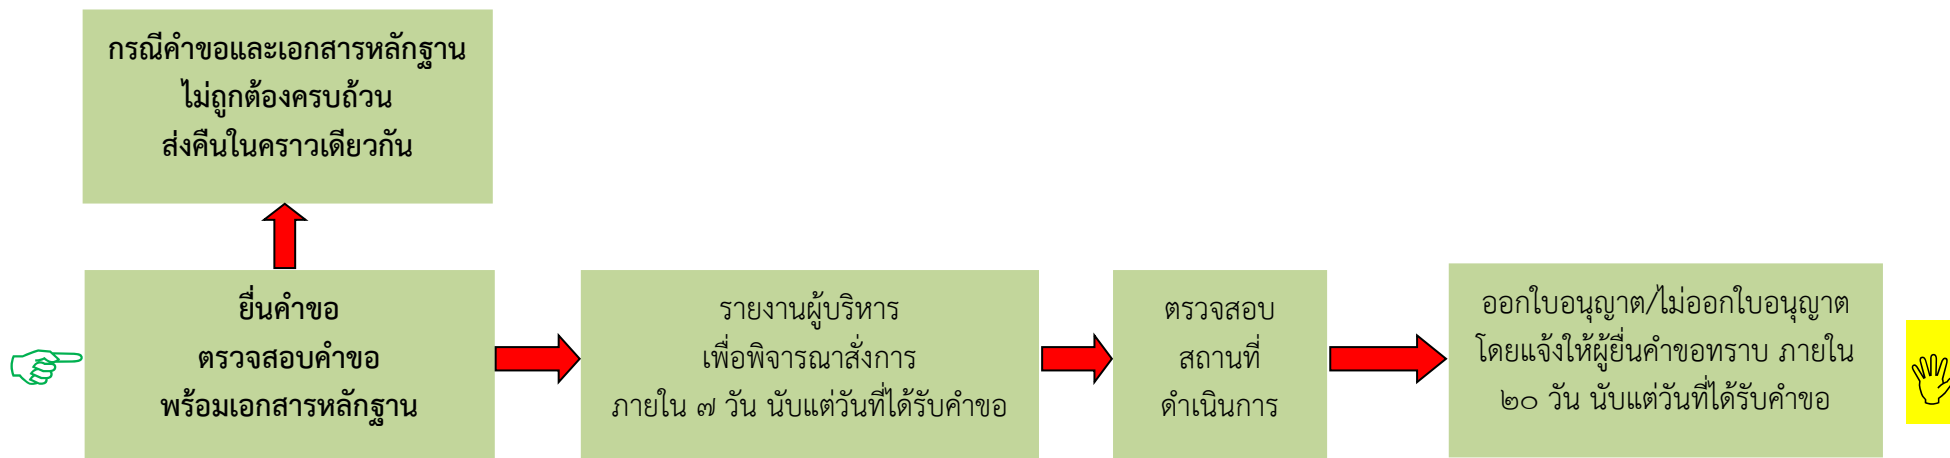 กรณีคำขอและเอกสารหลักฐาน
ไม่ถูกต้องครบถ้วน
ส่งคืนในคราวเดียวกัน
ยื่นคำขอ
ตรวจสอบคำขอ
พร้อมเอกสารหลักฐาน
รายงานผู้บริหาร
เพื่อพิจารณาสั่งการ
ภายใน ๗ วัน นับแต่วันที่ได้รับคำขอ
ตรวจสอบ
สถานที่
ดำเนินการ
ออกใบอนุญาต/ไม่ออกใบอนุญาต
โดยแจ้งให้ผู้ยื่นคำขอทราบ ภายใน
๒๐ วัน นับแต่วันที่ได้รับคำขอ